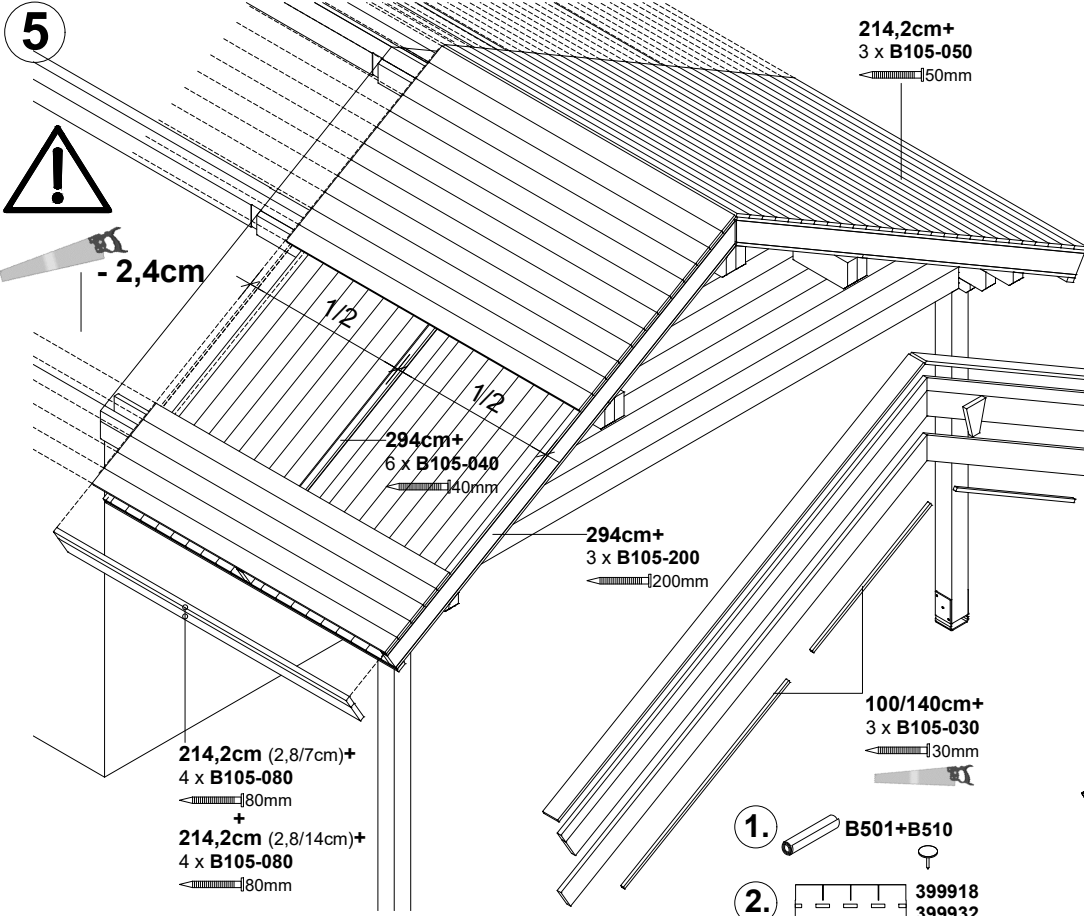 5
214,2cm+
3 x B105-050
50mm
- 2,4cm
1/2
1/2
294cm+
6 x B105-040
40mm
294cm+
3 x B105-200
200mm
100/140cm+
3 x B105-030
30mm
214,2cm (2,8/7cm)+
4 x B105-080
80mm
+
214,2cm (2,8/14cm)+
4 x B105-080
80mm
1.
B501+B510
2.
399918
399932